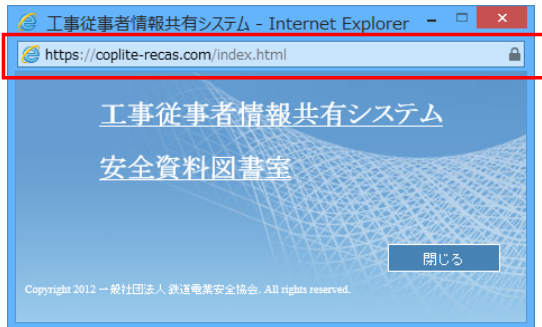 工事従事者情報共有システム - Internet Explorer
https://coplite-recas.com/index.html
工事従事者情報共有システム
安全資料図書室
閉じる
Copyright 2012 一般社団法人 鉄道電業安全協会. All rights reserved.